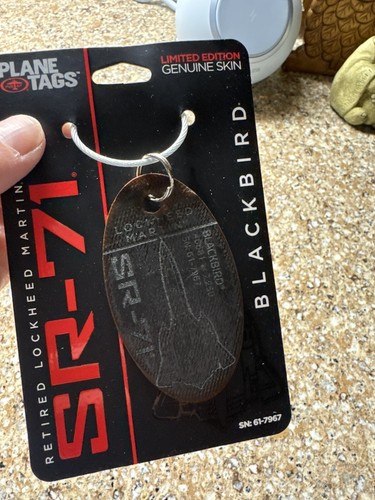 PLANE
TAGS™
LIMITED EDITION
GENUINE SKIN
RETIRED LOCKHEED MARTIN
SR-71®
BLACKBIRD
LOCKHEED
MARTIN
SR-71
BLACKBIRD®
SN: 61-7967